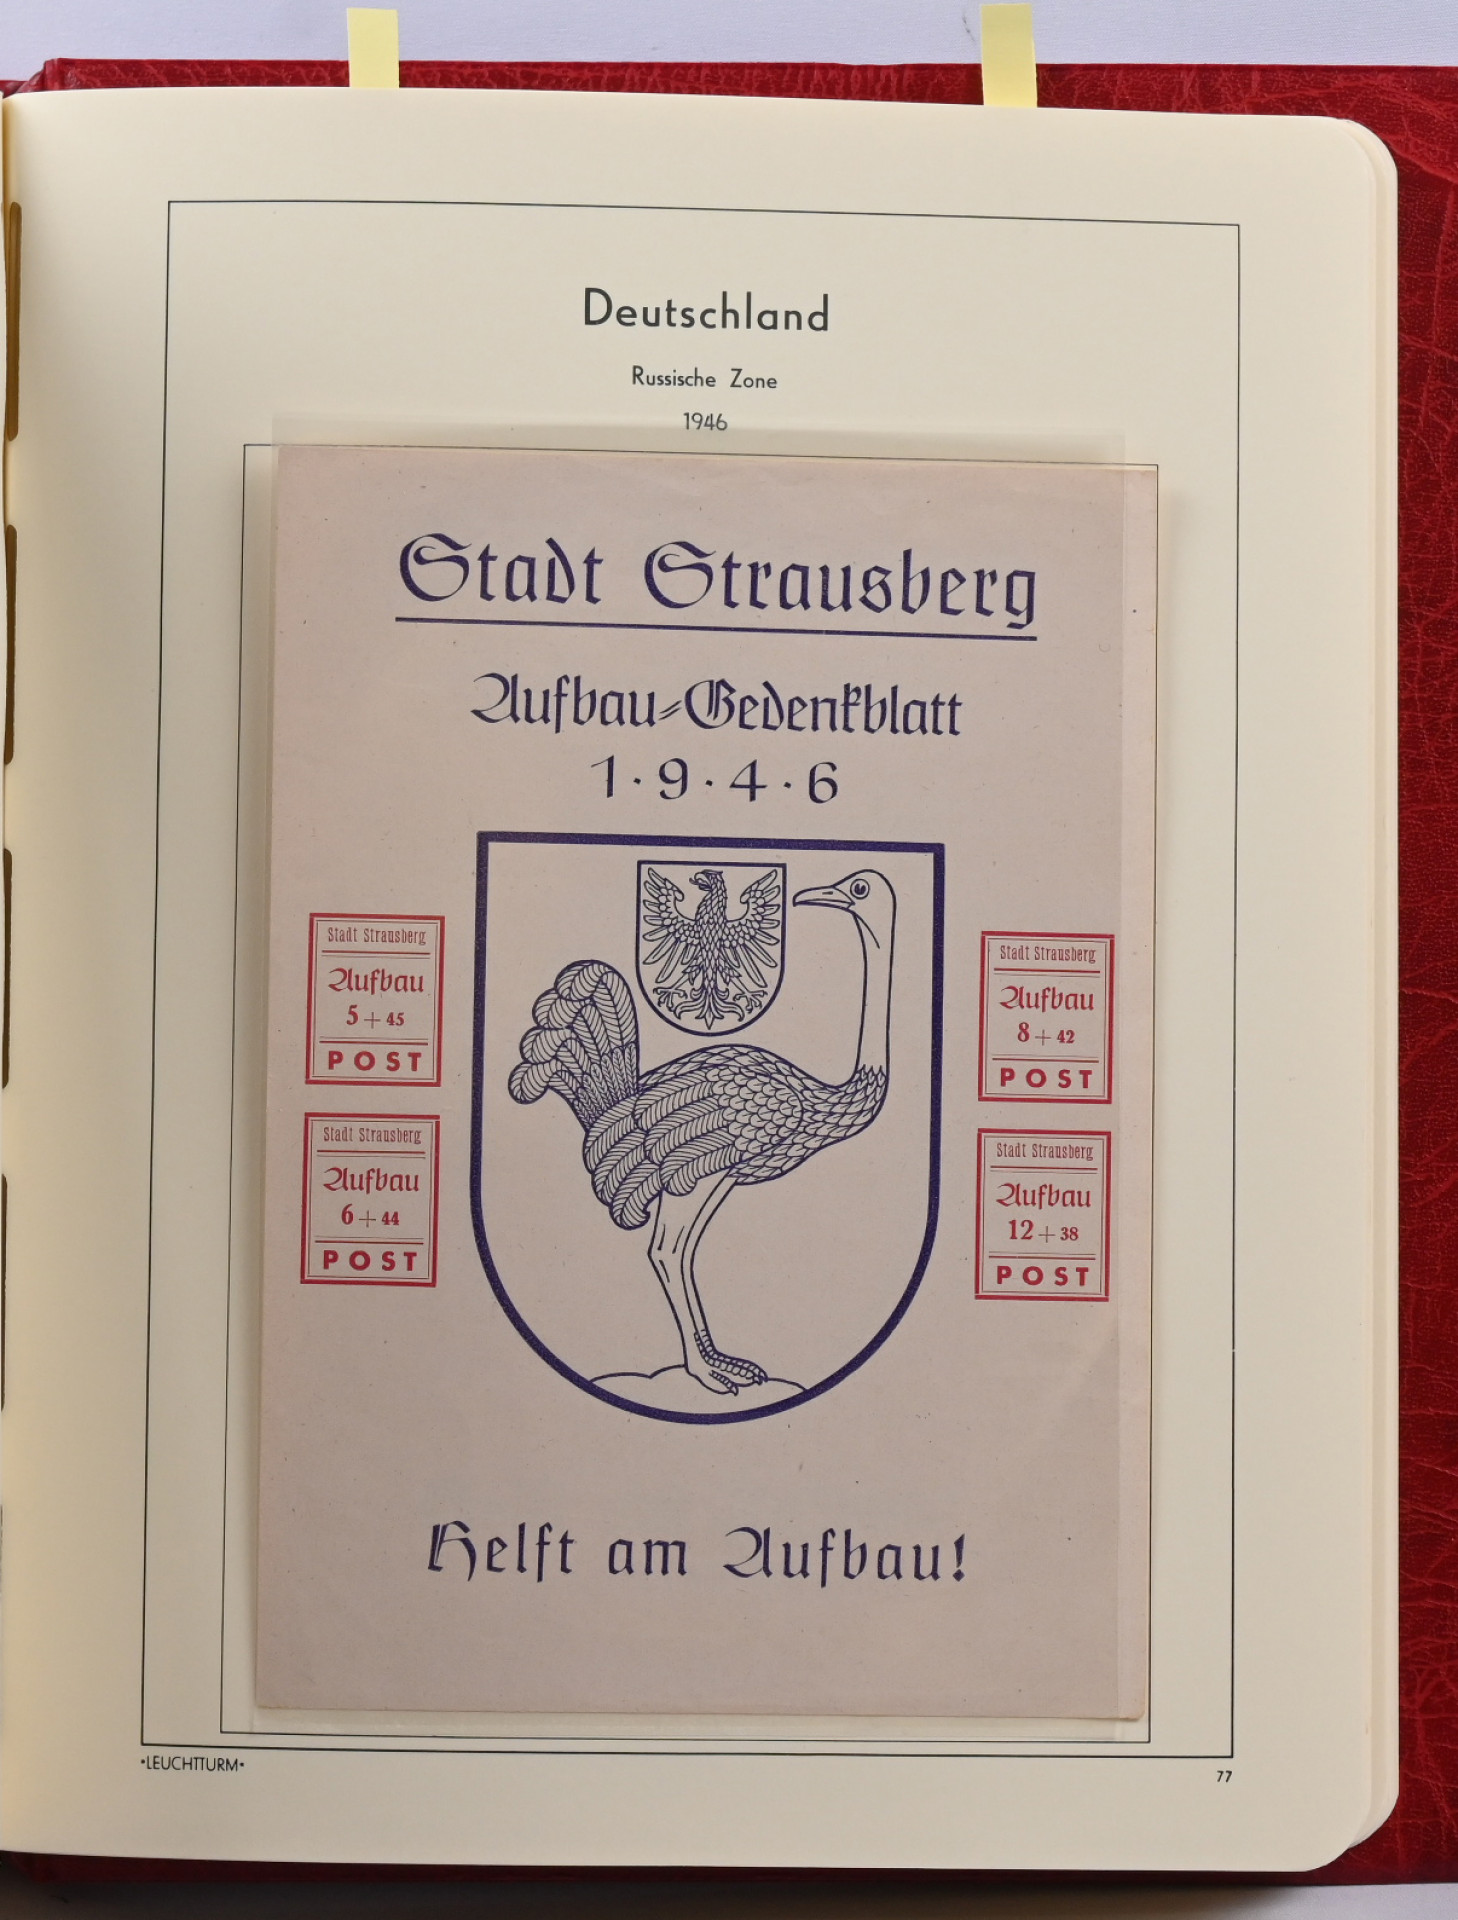 Deutschland
Russische Zone
1946
Stadt Strausberg
Aufbau-Gedenkblatt
1·9·4·6
Stadt Strausberg
Aufbau
5 + 45
POST
Stadt Strausberg
Aufbau
6 + 44
POST
Stadt Strausberg
Aufbau
8 + 42
POST
Stadt Strausberg
Aufbau
12 + 38
POST
Helft am Aufbau!
•LEUCHTTURM•
77